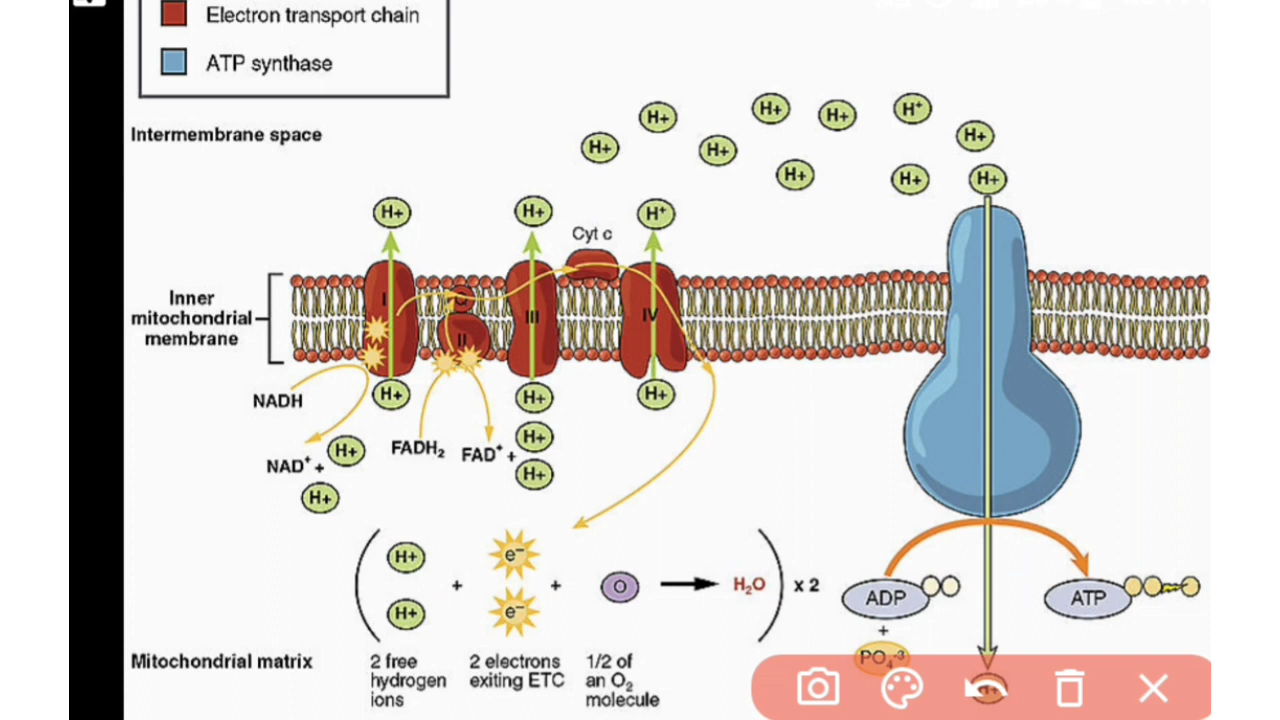 Electron transport chain
ATP synthase
Intermembrane space
H+ H+ H+ H+ H+ H+ H⁺ H+ H+ H+
H+ H+ H⁺
Cyt c
Inner
mitochondrial
membrane
I Q II III IV
NADH
H+ H+ H+
H+
H+
NAD⁺ + H+
H+
FADH₂
FAD⁺ +
H+
H+
e⁻
e⁻
+ + O H₂O x 2
ADP
+
PO₄⁻³
ATP
H+
Mitochondrial matrix
2 free
hydrogen
ions
2 electrons
exiting ETC
1/2 of
an O₂
molecule